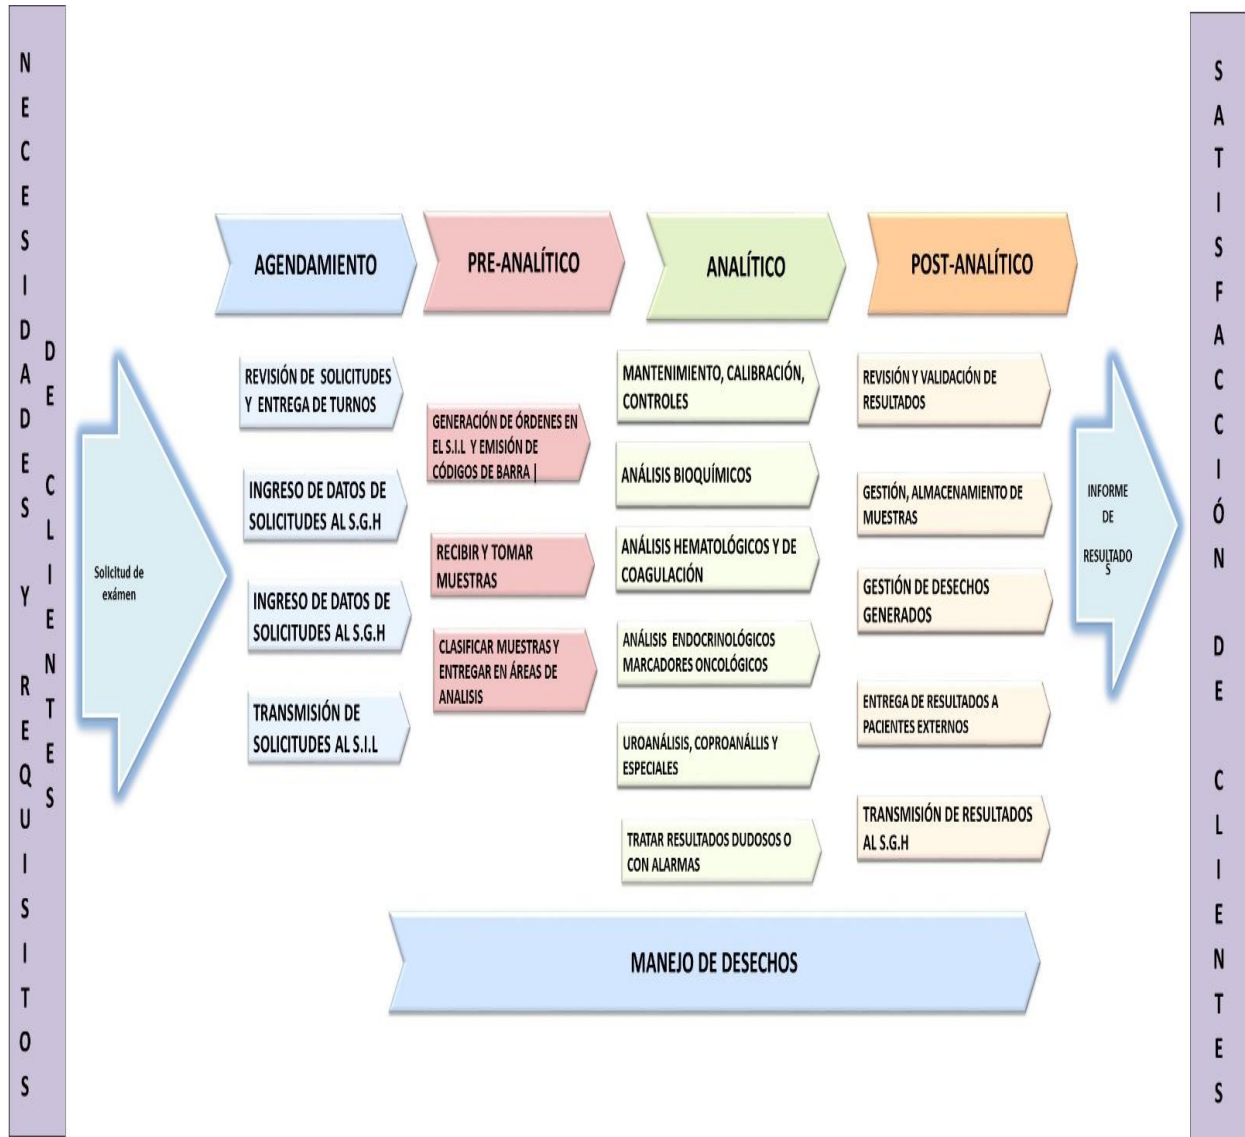 NECESIDADES Y REQUISITOS
DE CLIENTES
Solicitud de
exámen
AGENDAMIENTO
REVISIÓN DE SOLICITUDES
Y ENTREGA DE TURNOS
INGRESO DE DATOS DE
SOLICITUDES AL S.G.H
INGRESO DE DATOS DE
SOLICITUDES AL S.G.H
TRANSMISIÓN DE
SOLICITUDES AL S.I.L
PRE-ANALÍTICO
GENERACIÓN DE ÓRDENES EN
EL S.I.L Y EMISIÓN DE
CÓDIGOS DE BARRA |
RECIBIR Y TOMAR
MUESTRAS
CLASIFICAR MUESTRAS Y
ENTREGAR EN ÁREAS DE
ANALISIS
ANALÍTICO
MANTENIMIENTO, CALIBRACIÓN,
CONTROLES
ANÁLISIS BIOQUÍMICOS
ANÁLISIS HEMATOLÓGICOS Y DE
COAGULACIÓN
ANÁLISIS ENDOCRINOLÓGICOS
MARCADORES ONCOLÓGICOS
UROANÁLISIS, COPROANÁLLIS Y
ESPECIALES
TRATAR RESULTADOS DUDOSOS O
CON ALARMAS
POST-ANALÍTICO
REVISIÓN Y VALIDACIÓN DE
RESULTADOS
GESTIÓN, ALMACENAMIENTO DE
MUESTRAS
GESTIÓN DE DESECHOS
GENERADOS
ENTREGA DE RESULTADOS A
PACIENTES EXTERNOS
TRANSMISIÓN DE RESULTADOS
AL S.G.H
MANEJO DE DESECHOS
INFORME
DE
RESULTADO
S
SATISFACCIÓN DE CLIENTES